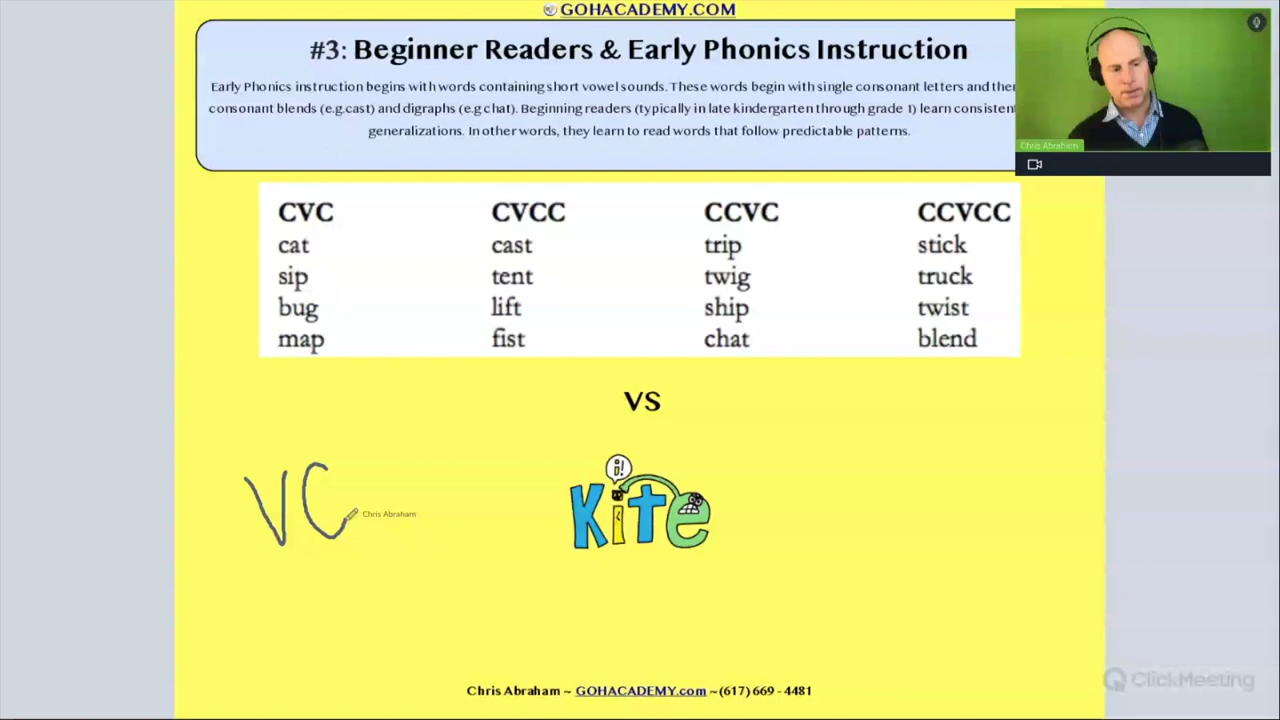 GOHACADEMY.COM
#3: Beginner Readers & Early Phonics Instruction
Early Phonics instruction begins with words containing short vowel sounds. These words begin with single consonant letters and then
consonant blends (e.g.cast) and digaphs (e.g chat). Beginning readers (typically in late kindergarten through grade 1) learn consistent
generalizations. In other words, they learn to read words that follow predictable patterns.
Chris Abraham
CVC CVCC CCVC CCVCC
cat cast trip stick
sip tent twig truck
bug lift ship twist
map fist chat blend
VS
i!
VC
Chris Abraham
Kite
ClickMeeting
Chris Abraham ~ GOHACADEMY.com ~(617) 669 - 4481